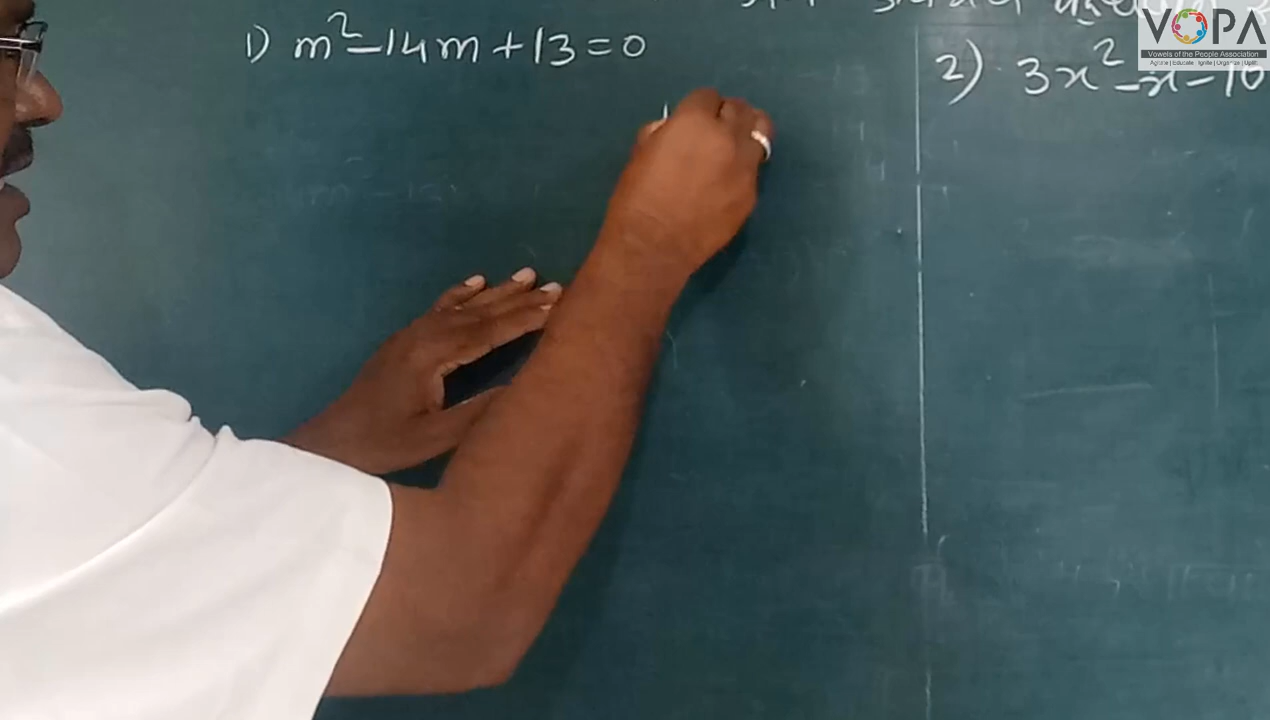 1) m² - 14m + 13 = 0
2) 3x² - x - 10
VOPA
Vowels of the People Association